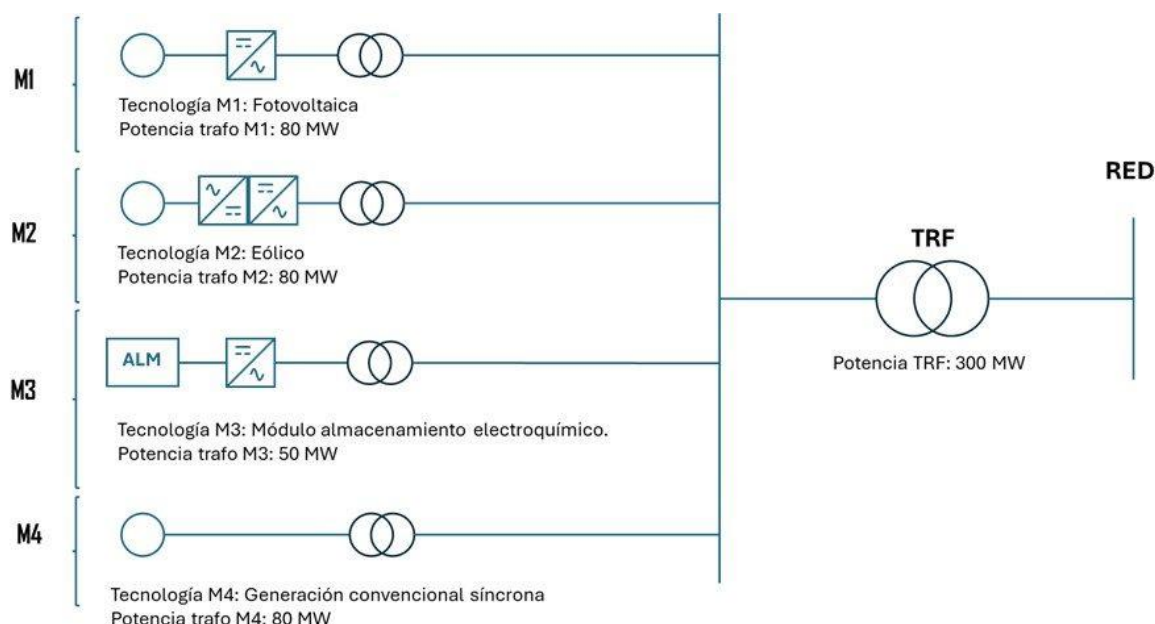 M1
Tecnología M1: Fotovoltaica
Potencia trafo M1: 80 MW
M2
Tecnología M2: Eólico
Potencia trafo M2: 80 MW
RED
TRF
Potencia TRF: 300 MW
M3
ALM
Tecnología M3: Módulo almacenamiento electroquímico.
Potencia trafo M3: 50 MW
M4
Tecnología M4: Generación convencional síncrona
Potencia trafo M4: 80 MW